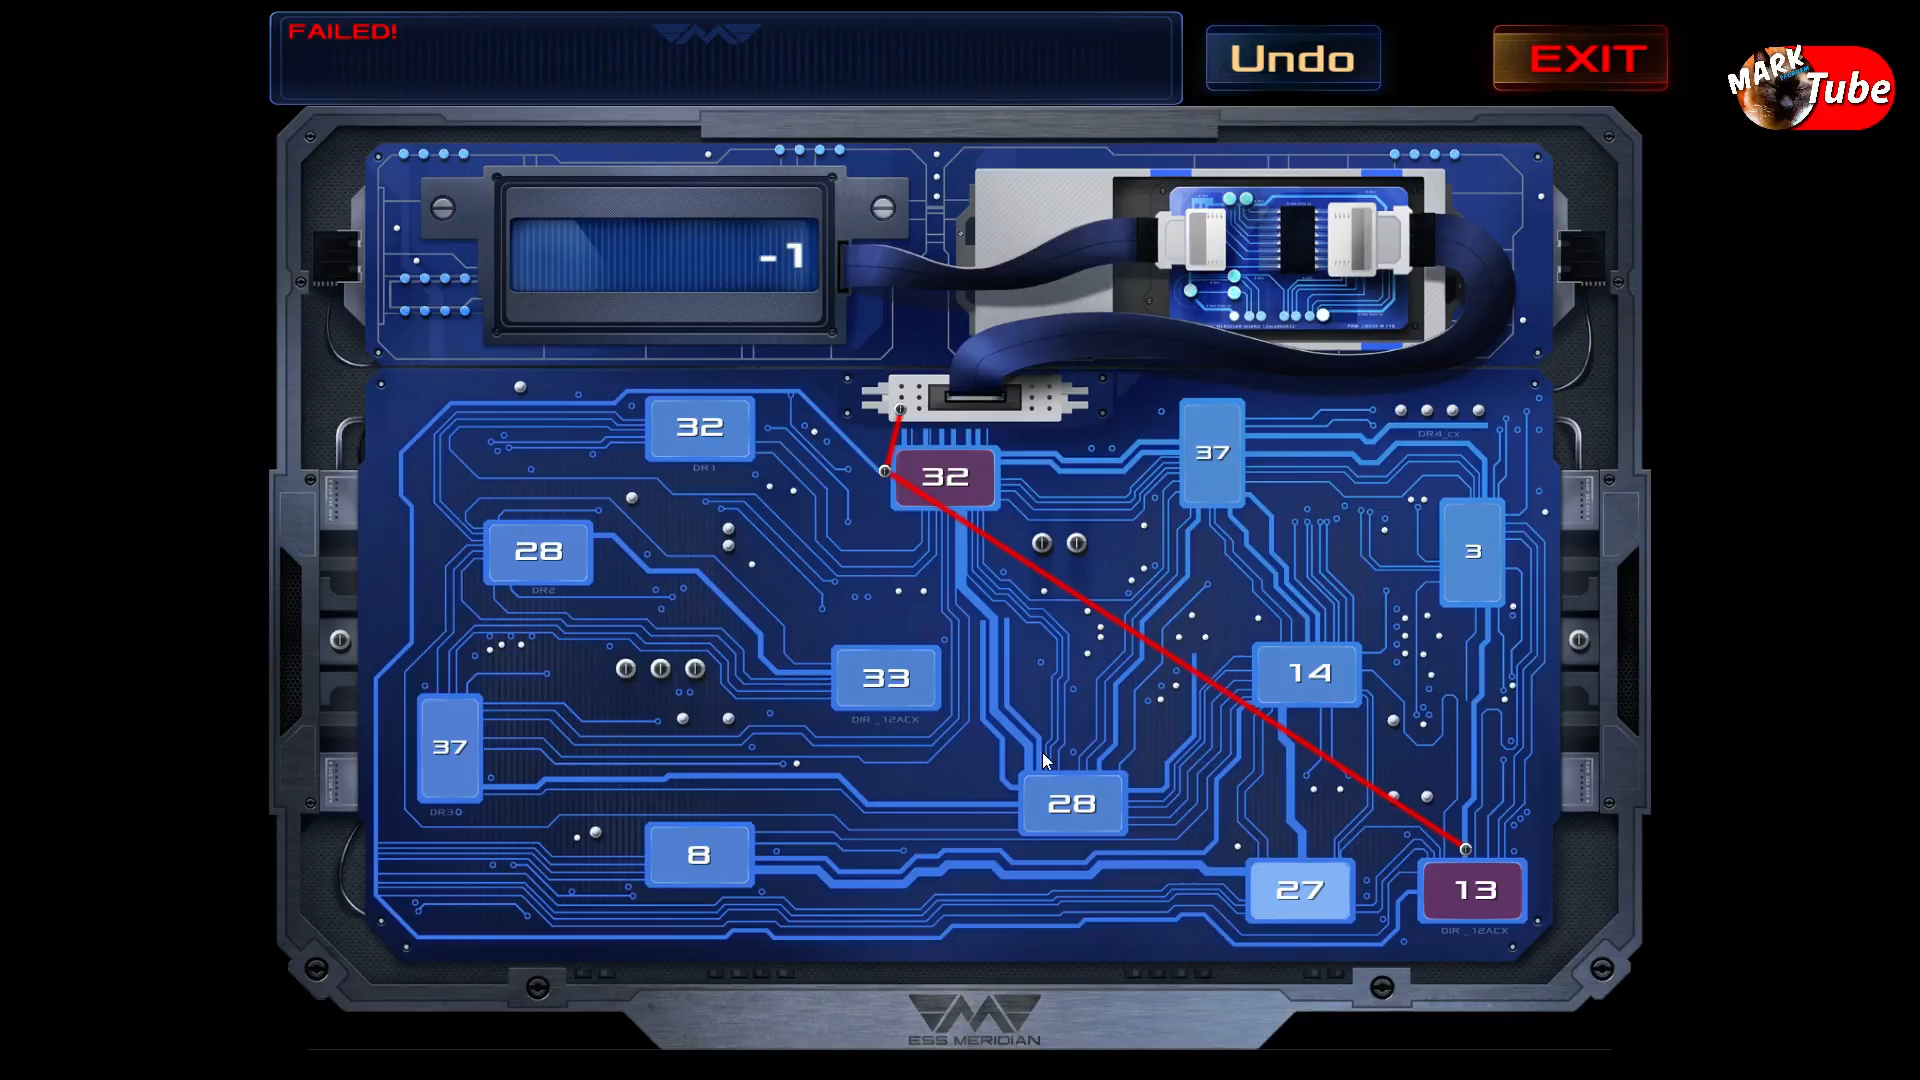 FAILED!
Undo
EXIT
MARK
Tube
-1
32
DR1
32
37
DR4_CX
28
DR2
3
33
DIR _12ACX
14
37
DR30
28
8
27
13
DIR _12ACX
ESS MERIDIAN